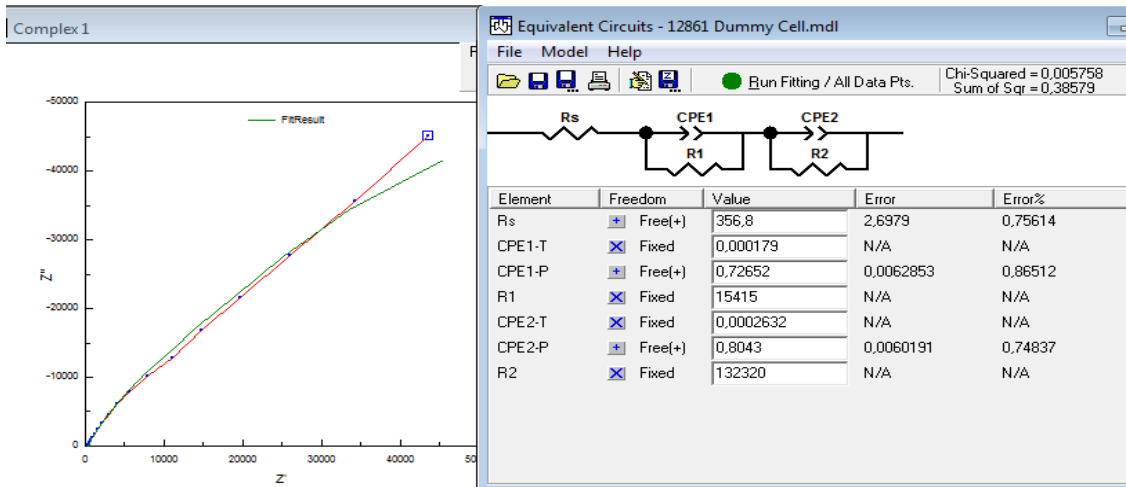 Complex 1
F
-50000
-40000
-30000
-20000
-10000
0
Z''
FitResult
0 10000 20000 30000 40000 50
Z'
Equivalent Circuits - 12861 Dummy Cell.mdl
File Model Help
Run Fitting / All Data Pts.
Chi-Squared = 0,005758
Sum of Sqr = 0,38579
Rs CPE1 CPE2
R1 R2
Element Freedom Value Error Error%
Rs Free(+) 356,8 2,6979 0,75614
CPE1-T Fixed 0,000179 N/A N/A
CPE1-P Free(+) 0,72652 0,0062853 0,86512
R1 Fixed 15415 N/A N/A
CPE2-T Fixed 0,0002632 N/A N/A
CPE2-P Free(+) 0,8043 0,0060191 0,74837
R2 Fixed 132320 N/A N/A